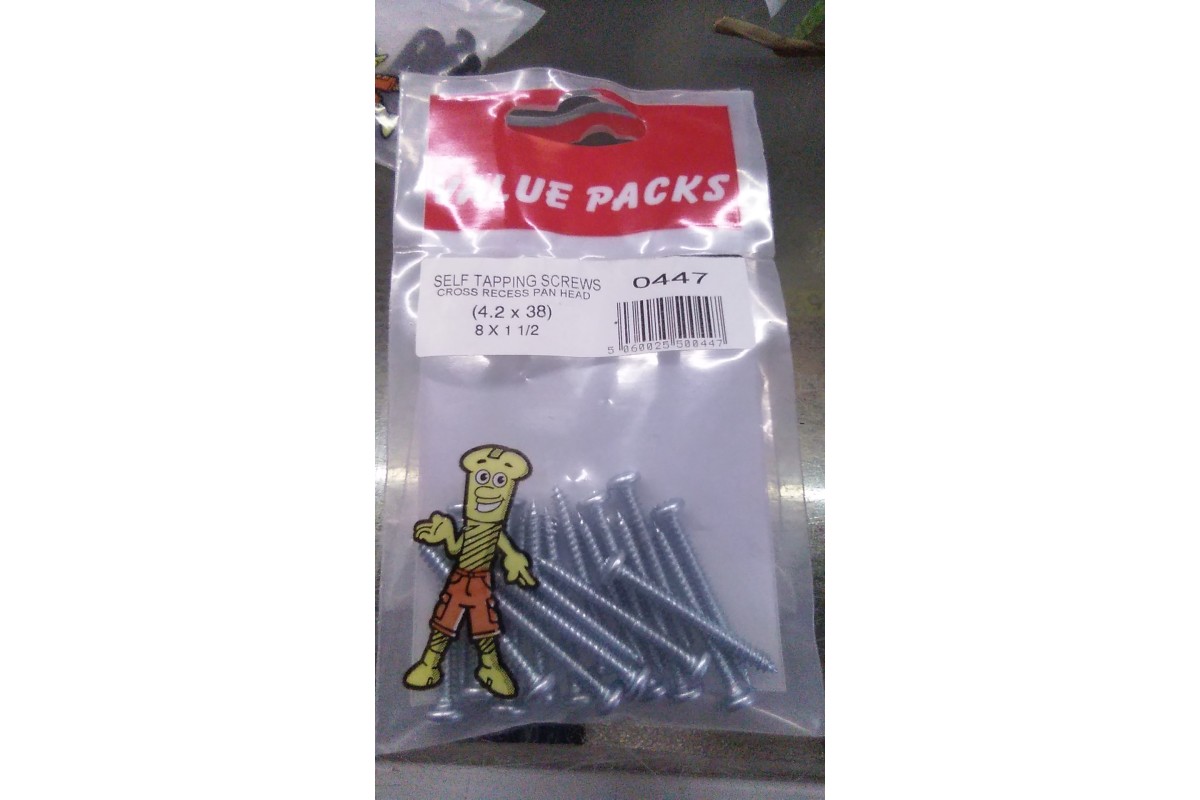 VALUE PACKS
SELF TAPPING SCREWS
CROSS RECESS PAN HEAD
(4.2 x 38)
8 X 1 1/2
0447
5 060025 500447